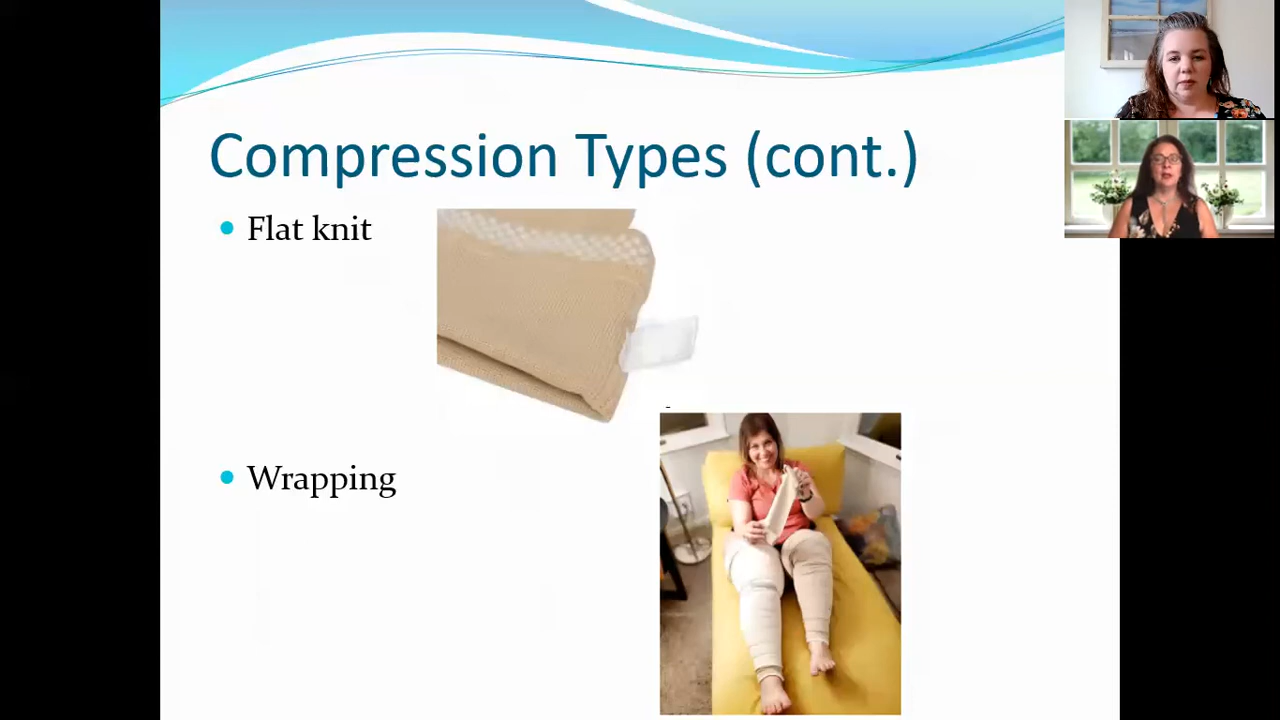 Compression Types (cont.)
Flat knit
Wrapping